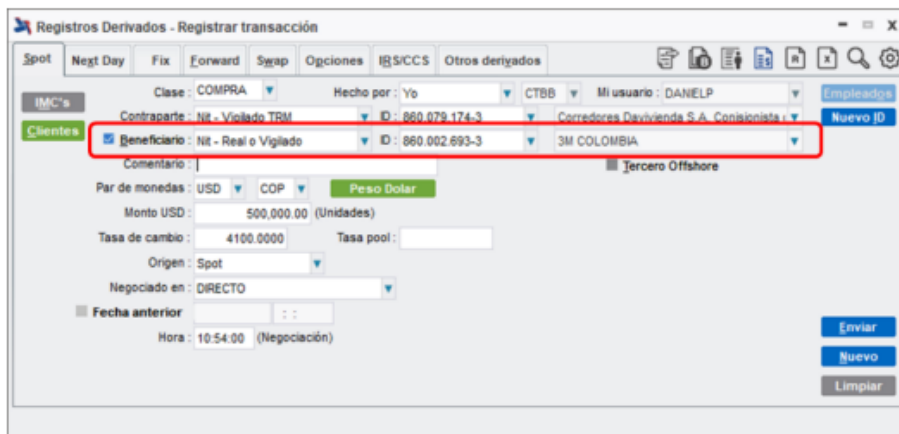 Registros Derivados - Registrar transacción
Spot Next Day Fix Forward Swap Opciones IRS/CCS Otros derivados
IMC's Clase : COMPRA Hecho por : Yo CTBB Mi usuario : DANIELP Empleados
Contraparte : Nit - Vigilado TRM ID : 860.079.174-3 Corredores Davivienda S.A. Conisionista Nuevo ID
Clientes Beneficiario : Nit - Real o Vigilado ID : 860.002.693-3 3M COLOMBIA
Comentario : Tercero Offshore
Par de monedas : USD COP Peso Dolar
Monto USD : 500,000.00 (Unidades)
Tasa de cambio : 4100.0000 Tasa pool :
Origen : Spot
Negociado en : DIRECTO
Fecha anterior : :
Hora : 10:54:00 (Negociación)
Enviar
Nuevo
Limpiar